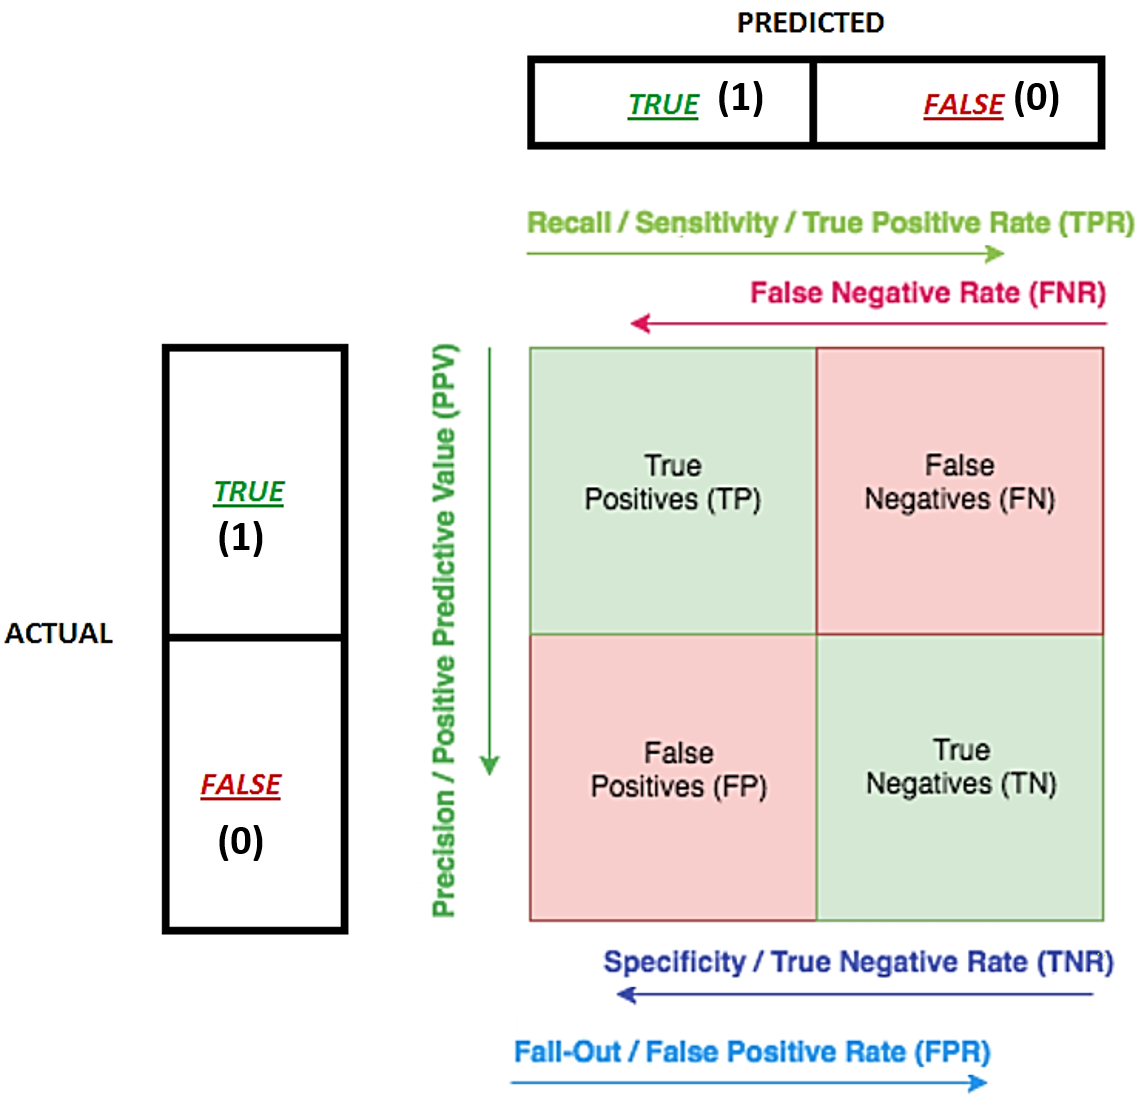 PREDICTED
TRUE (1) FALSE (0)
Recall / Sensitivity / True Positive Rate (TPR)
False Negative Rate (FNR)
Precision / Positive Predictive Value (PPV)
ACTUAL
TRUE
(1)
FALSE
(0)
True
Positives (TP)
False
Negatives (FN)
False
Positives (FP)
True
Negatives (TN)
Specificity / True Negative Rate (TNR)
Fall-Out / False Positive Rate (FPR)